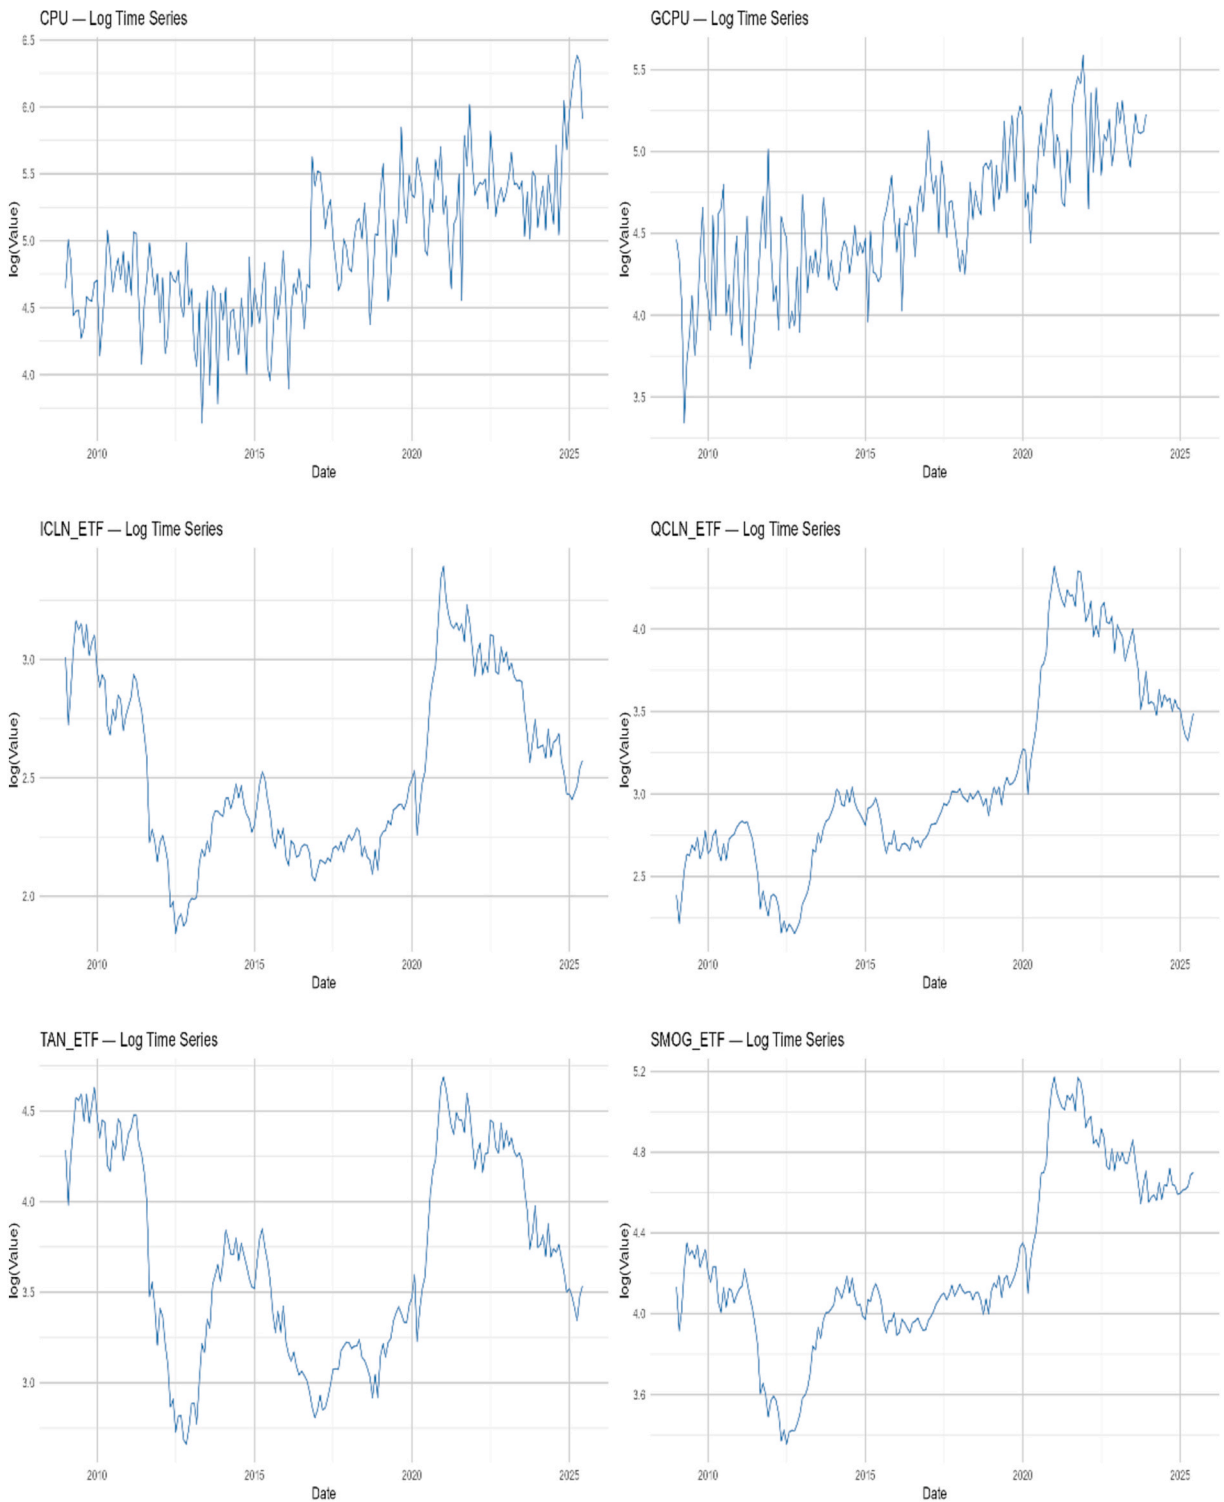 CPU — Log Time Series
6.5
6.0
5.5
5.0
4.5
4.0
log(Value)
2010 2015 2020 2025
Date
GCPU — Log Time Series
5.5
5.0
4.5
4.0
3.5
log(Value)
2010 2015 2020 2025
Date
ICLN_ETF — Log Time Series
3.0
2.5
2.0
log(Value)
2010 2015 2020 2025
Date
QCLN_ETF — Log Time Series
4.0
3.5
3.0
2.5
log(Value)
2010 2015 2020 2025
Date
TAN_ETF — Log Time Series
4.5
4.0
3.5
3.0
log(Value)
2010 2015 2020 2025
Date
SMOG_ETF — Log Time Series
5.2
4.8
4.4
4.0
3.6
log(Value)
2010 2015 2020 2025
Date